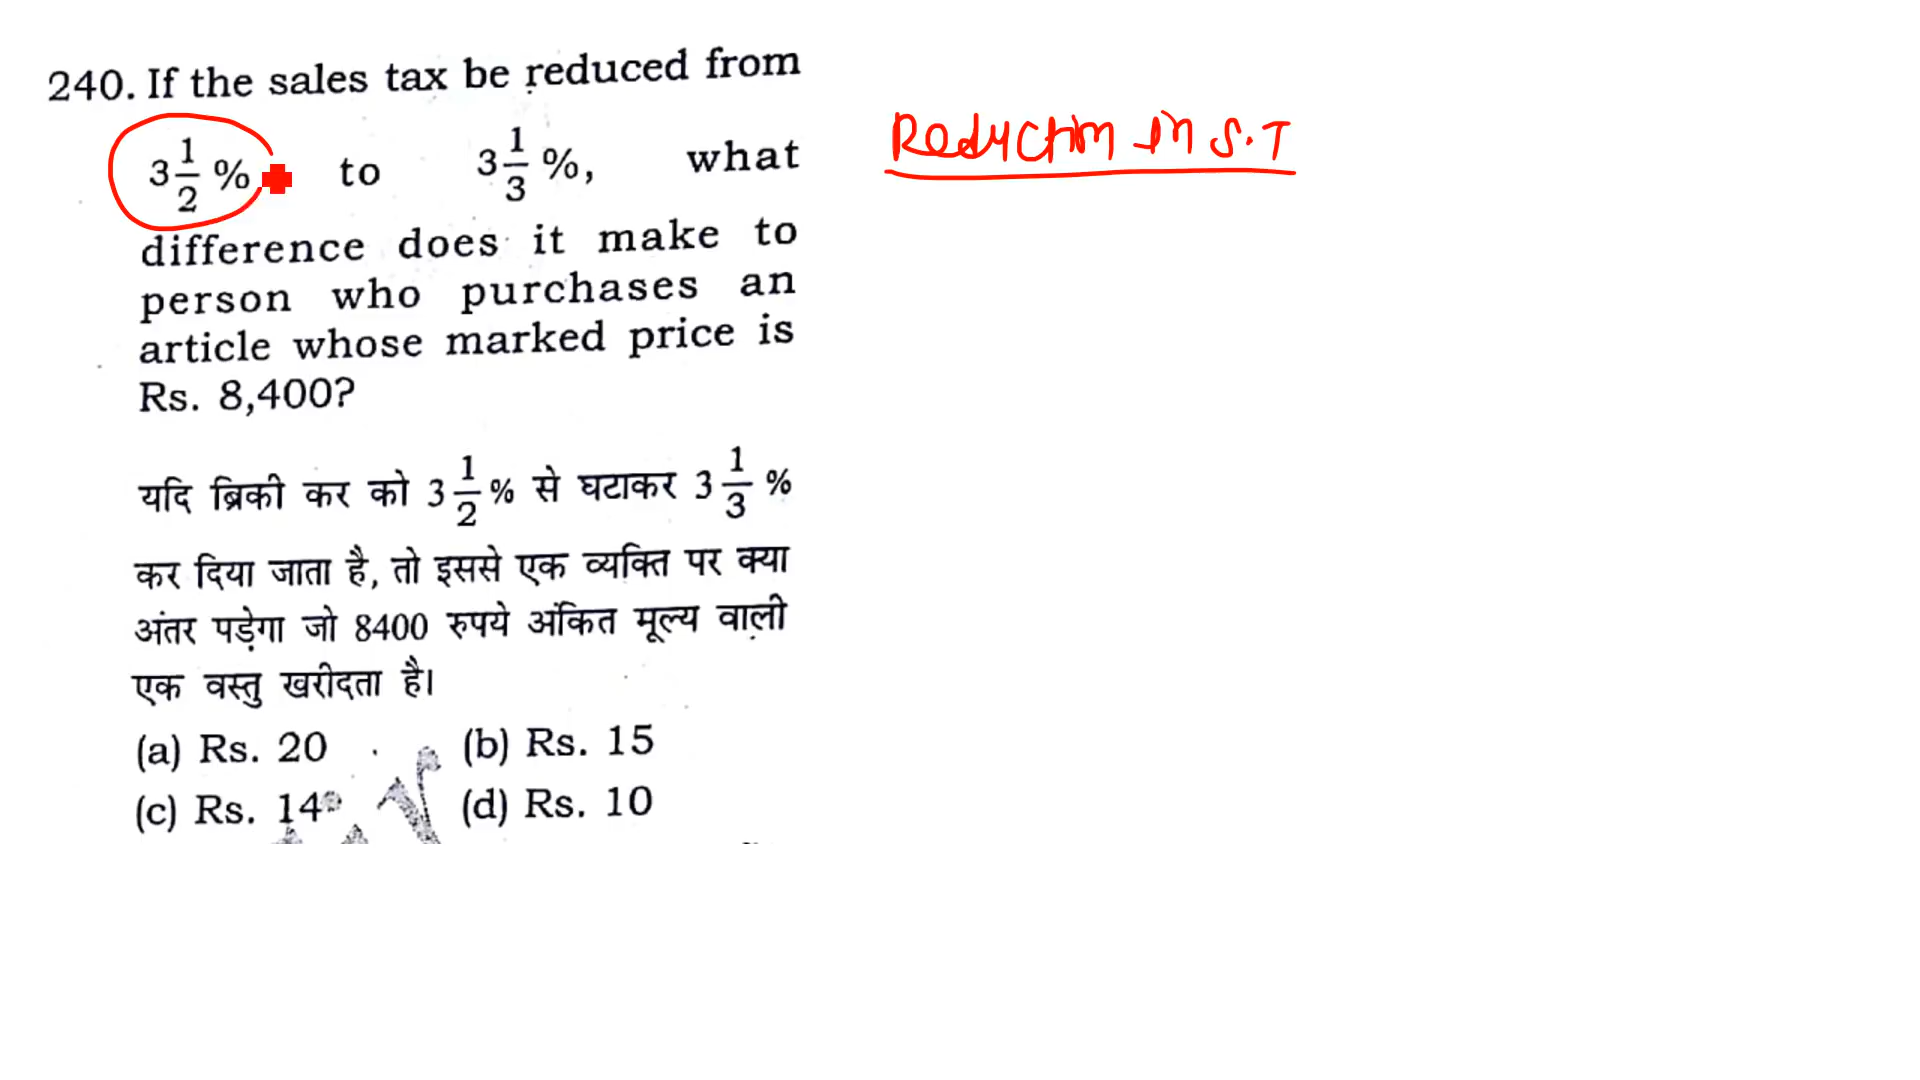 240. If the sales tax be reduced from
3 1/2 % to 3 1/3 %, what
difference does it make to
person who purchases an
article whose marked price is
Rs. 8,400?
यदि ब्रिकी कर को 3 1/2 % से घटाकर 3 1/3 %
कर दिया जाता है, तो इससे एक व्यक्ति पर क्या
अंतर पड़ेगा जो 8400 रुपये अंकित मूल्य वाली
एक वस्तु खरीदता है।
(a) Rs. 20 (b) Rs. 15
(c) Rs. 14 (d) Rs. 10
Reduction in S.T